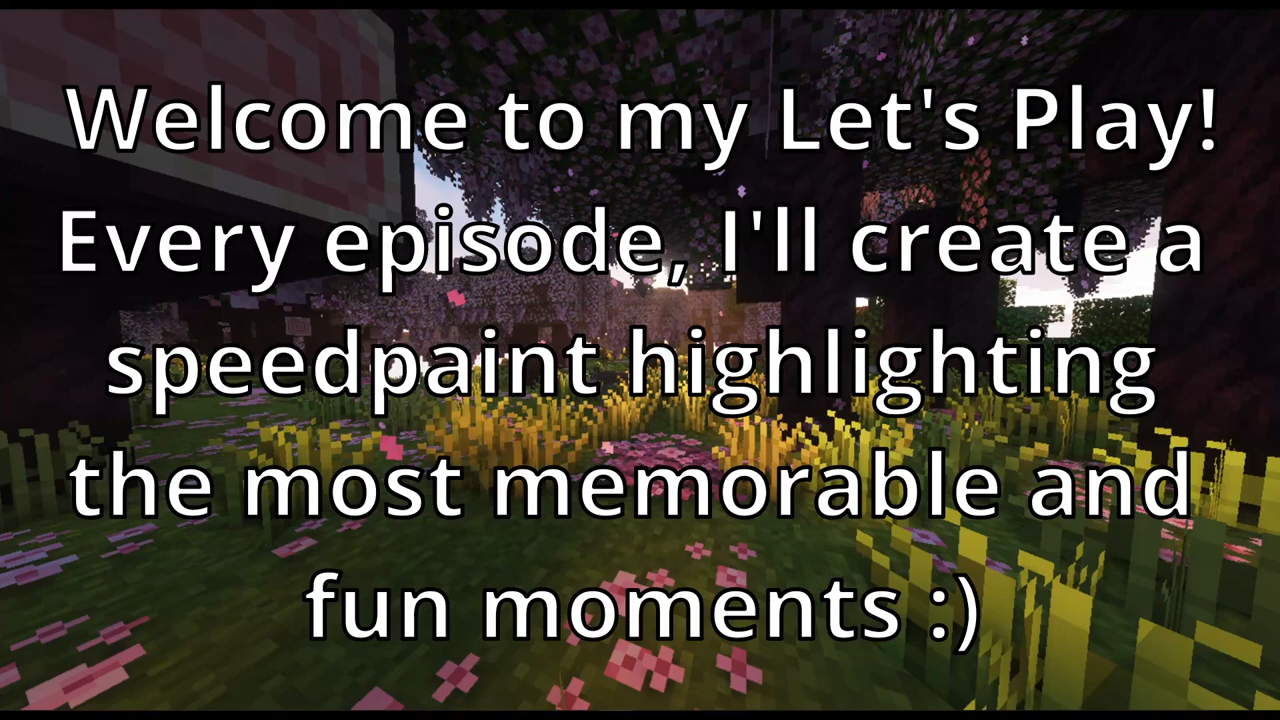 Welcome to my Let's Play!
Every episode, I'll create a
speedpaint highlighting
the most memorable and
fun moments :)